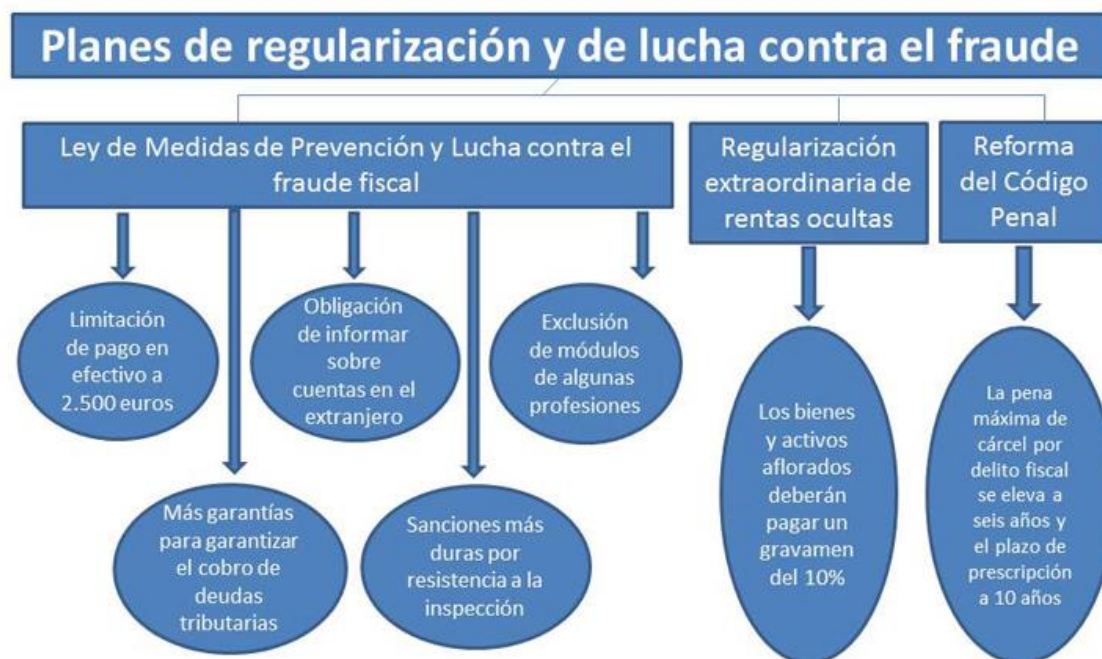 Planes de regularización y de lucha contra el fraude
Ley de Medidas de Prevención y Lucha contra el
fraude fiscal
Regularización
extraordinaria de
rentas ocultas
Reforma
del Código
Penal
Limitación
de pago en
efectivo a
2.500 euros
Obligación
de informar
sobre
cuentas en el
extranjero
Exclusión
de módulos
de algunas
profesiones
Más garantías
para garantizar
el cobro de
deudas
tributarias
Sanciones más
duras por
resistencia a la
inspección
Los bienes
y activos
aflorados
deberán
pagar un
gravamen
del 10%
La pena
máxima de
cárcel por
delito fiscal
se eleva a
seis años y
el plazo de
prescripción
a 10 años